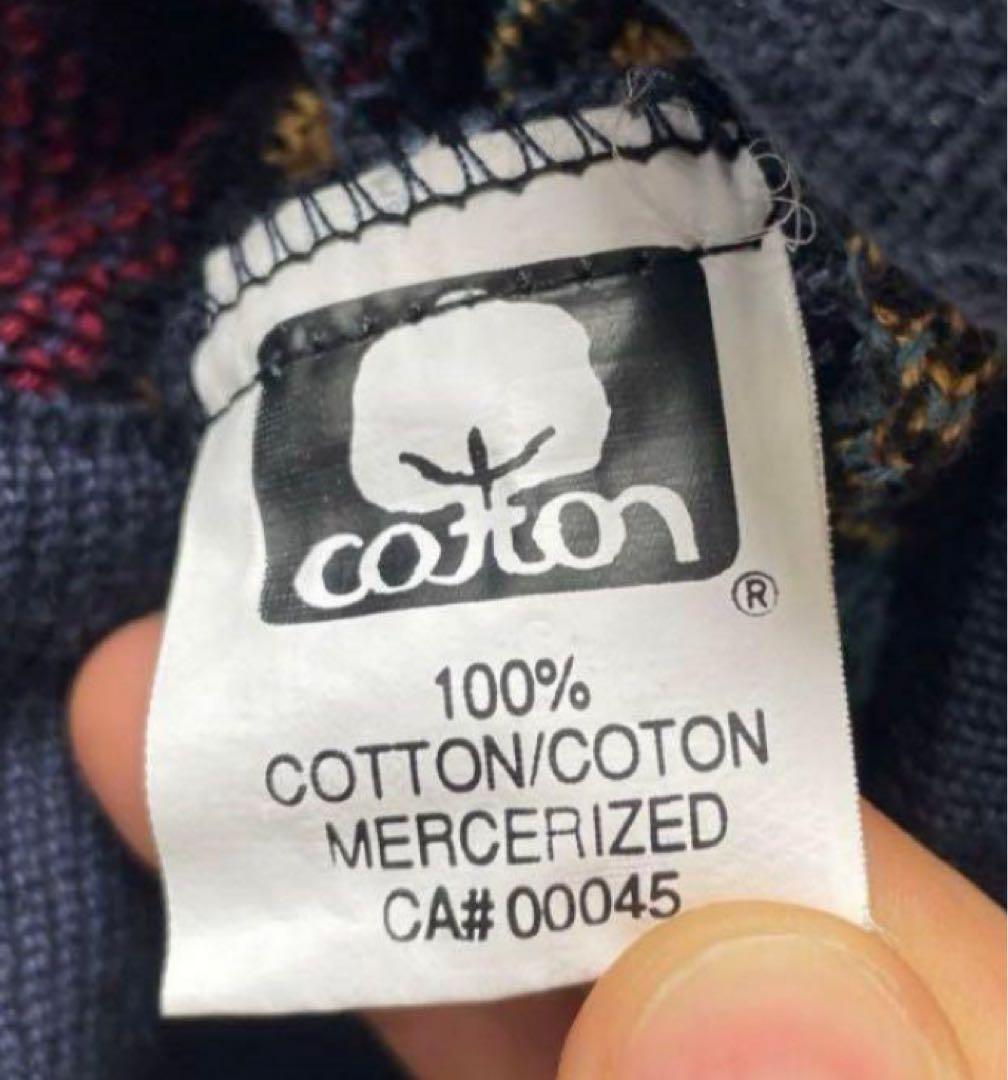 cotton
®
100%
COTTON/COTON
MERCERIZED
CA# 00045